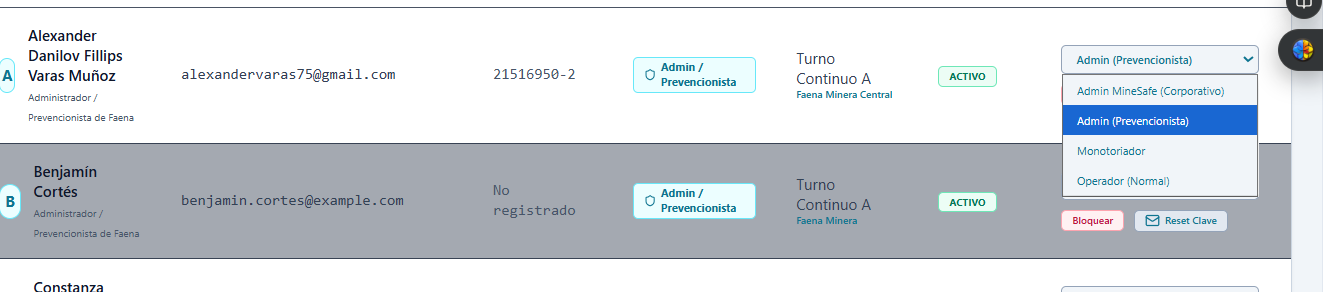 Alexander
Danilov Fillips
Varas Muñoz
Administrador /
Prevencionista de Faena
A
alexandervaras75@gmail.com
21516950-2
Admin /
Prevencionista
Turno
Continuo A
Faena Minera Central
ACTIVO
Admin (Prevencionista)
Admin MineSafe (Corporativo)
Admin (Prevencionista)
Monotoriador
Operador (Normal)
Benjamín
Cortés
Administrador /
Prevencionista de Faena
B
benjamin.cortes@example.com
No
registrado
Admin /
Prevencionista
Turno
Continuo A
Faena Minera
ACTIVO
Bloquear
Reset Clave
Constanza